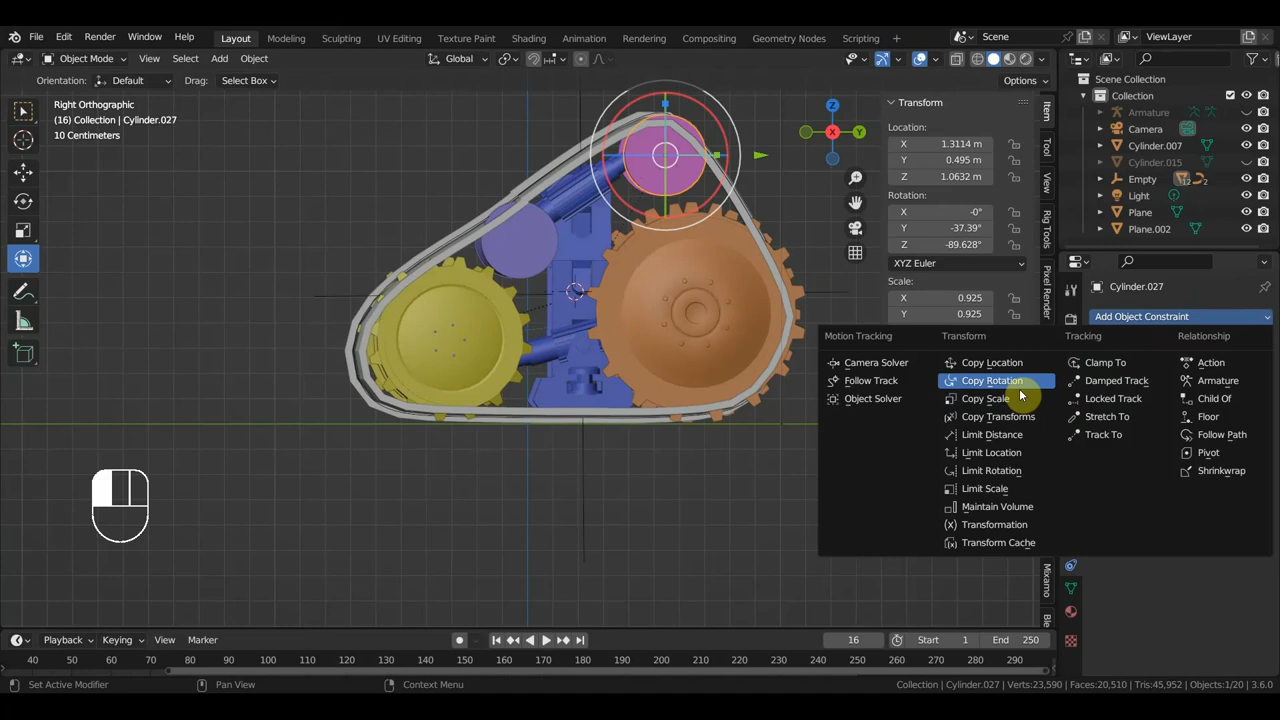 File Edit Render Window Help Layout Modeling Sculpting UV Editing Texture Paint Shading Animation Rendering Compositing Geometry Nodes Scripting + Scene ViewLayer
Object Mode View Select Add Object Global
Orientation: Default Drag: Select Box Options
Right Orthographic
(16) Collection | Cylinder.027
10 Centimeters
Z
Y
X
Transform
Location:
X 1.3114 m
Y 0.495 m
Z 1.0632 m
Rotation:
X -0°
Y -37.39°
Z -89.628°
XYZ Euler
Scale:
X 0.925
Y 0.925
Item
Tool
View
Rig Tools
Pixel Render
Mixamo
Scene Collection
Collection
Armature
Camera
Cylinder.007
Cylinder.015
Empty 12 2
Light
Plane
Plane.002
Cylinder.027
Add Object Constraint
Motion Tracking
Camera Solver
Follow Track
Object Solver
Transform
Copy Location
Copy Rotation
Copy Scale
Copy Transforms
Limit Distance
Limit Location
Limit Rotation
Limit Scale
Maintain Volume
Transformation
Transform Cache
Tracking
Clamp To
Damped Track
Locked Track
Stretch To
Track To
Relationship
Action
Armature
Child Of
Floor
Follow Path
Pivot
Shrinkwrap
Playback Keying View Marker 16 Start 1 End 250
40 50 60 70 80 90 100 110 120 130 140 150 160 170 180 190 200 210 220 230 240 250 260 270 280 290
Set Active Modifier Pan View Context Menu Collection | Cylinder.027 | Verts:23,590 | Faces:20,510 | Tris:45,952 | Objects:1/20 | 3.6.0